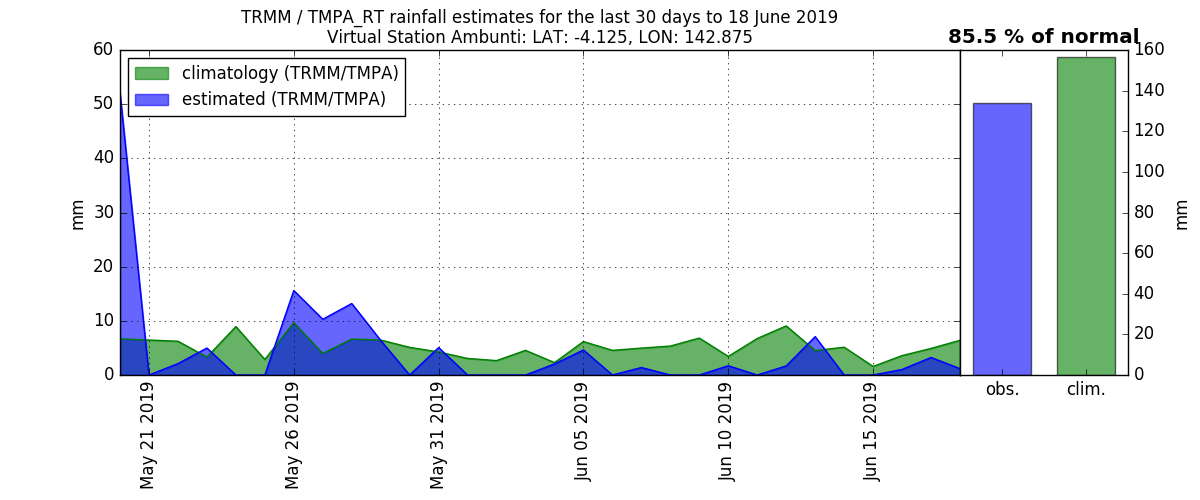 TRMM / TMPA_RT rainfall estimates for the last 30 days to 18 June 2019
Virtual Station Ambunti: LAT: -4.125, LON: 142.875
85.5 % of normal
climatology (TRMM/TMPA)
estimated (TRMM/TMPA)
60
50
40
30
20
10
0
mm
May 21 2019
May 26 2019
May 31 2019
Jun 05 2019
Jun 10 2019
Jun 15 2019
160
140
120
100
80
60
40
20
0
mm
obs.
clim.